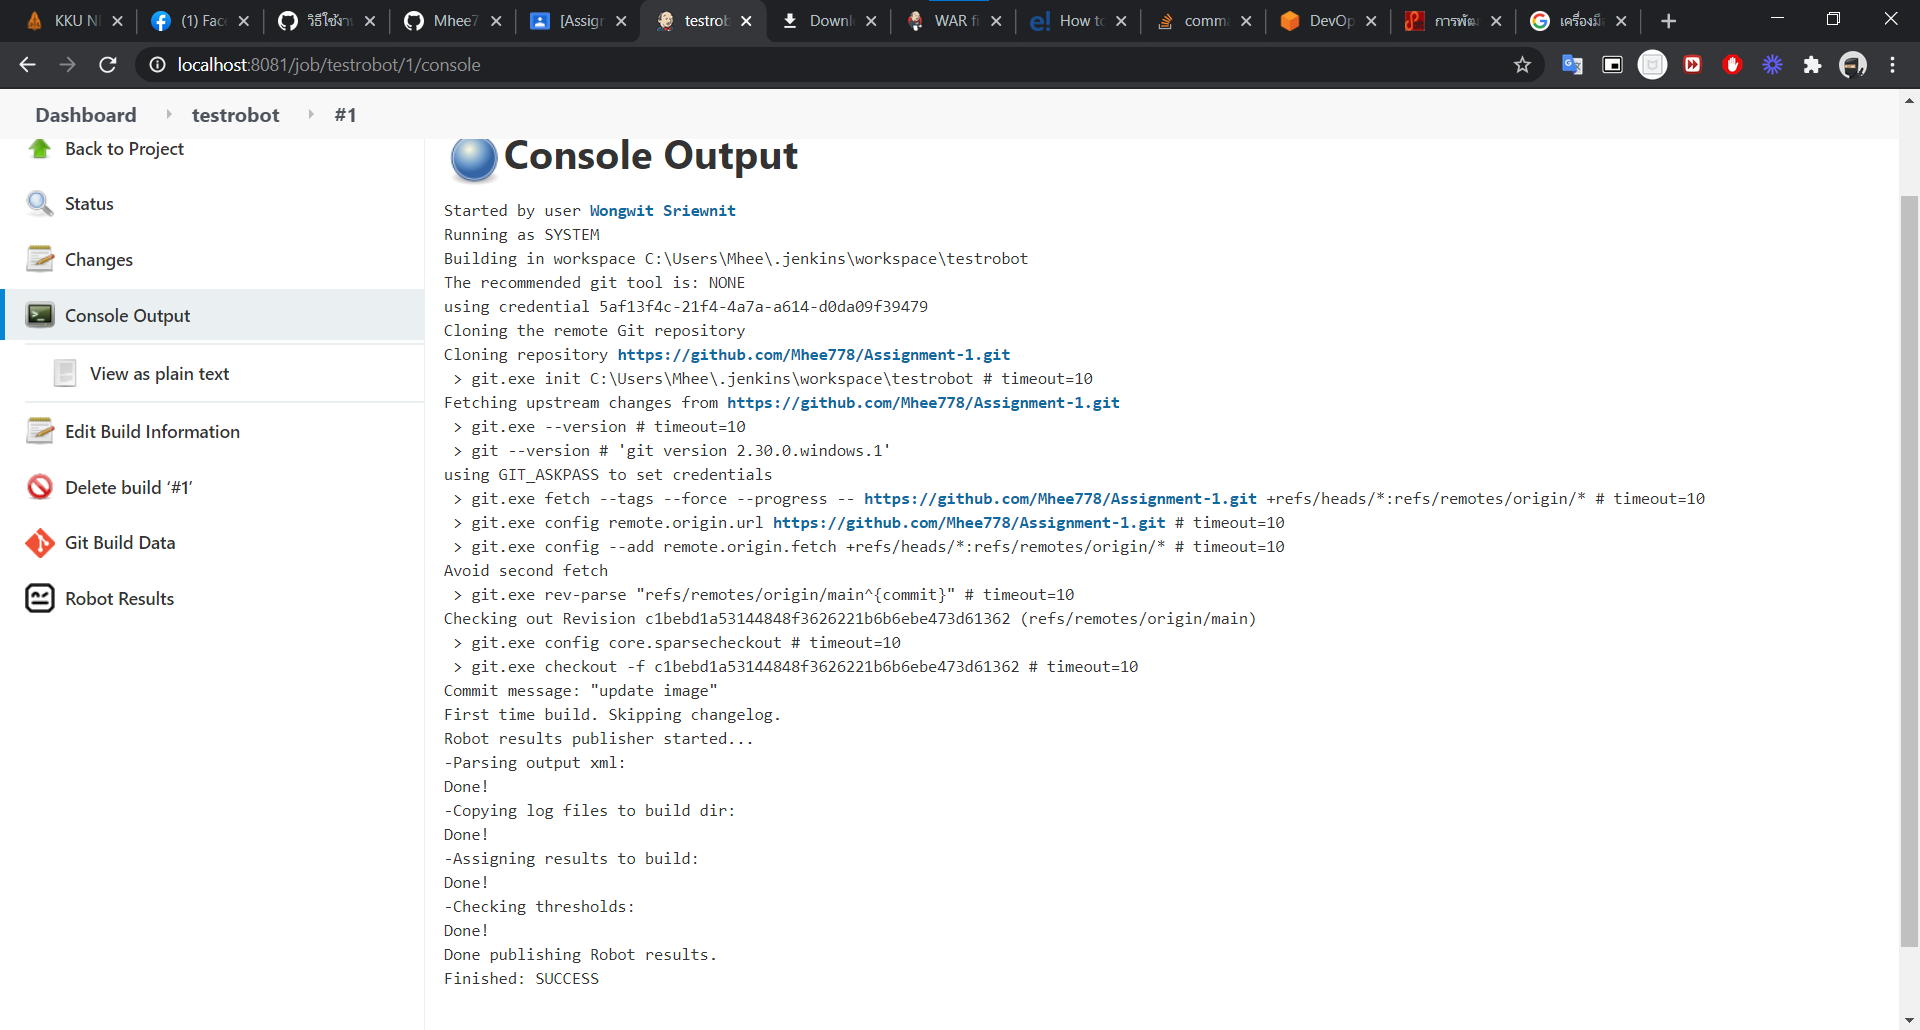 KKU N
(1) Fac
วิธีใช้งา
Mhee7
[Assign
testrob
Downl
WAR fi
How to
comma
DevOp
การพัฒ
เครื่องมือ
localhost:8081/job/testrobot/1/console
Dashboard testrobot #1
Back to Project
Status
Changes
Console Output
View as plain text
Edit Build Information
Delete build ‘#1’
Git Build Data
Robot Results
Console Output
Started by user Wongwit Sriewnit
Running as SYSTEM
Building in workspace C:\Users\Mhee\.jenkins\workspace\testrobot
The recommended git tool is: NONE
using credential 5af13f4c-21f4-4a7a-a614-d0da09f39479
Cloning the remote Git repository
Cloning repository https://github.com/Mhee778/Assignment-1.git
> git.exe init C:\Users\Mhee\.jenkins\workspace\testrobot # timeout=10
Fetching upstream changes from https://github.com/Mhee778/Assignment-1.git
> git.exe --version # timeout=10
> git --version # 'git version 2.30.0.windows.1'
using GIT_ASKPASS to set credentials
> git.exe fetch --tags --force --progress -- https://github.com/Mhee778/Assignment-1.git +refs/heads/*:refs/remotes/origin/* # timeout=10
> git.exe config remote.origin.url https://github.com/Mhee778/Assignment-1.git # timeout=10
> git.exe config --add remote.origin.fetch +refs/heads/*:refs/remotes/origin/* # timeout=10
Avoid second fetch
> git.exe rev-parse "refs/remotes/origin/main^{commit}" # timeout=10
Checking out Revision c1bebd1a53144848f3626221b6b6ebe473d61362 (refs/remotes/origin/main)
> git.exe config core.sparsecheckout # timeout=10
> git.exe checkout -f c1bebd1a53144848f3626221b6b6ebe473d61362 # timeout=10
Commit message: "update image"
First time build. Skipping changelog.
Robot results publisher started...
-Parsing output xml:
Done!
-Copying log files to build dir:
Done!
-Assigning results to build:
Done!
-Checking thresholds:
Done!
Done publishing Robot results.
Finished: SUCCESS